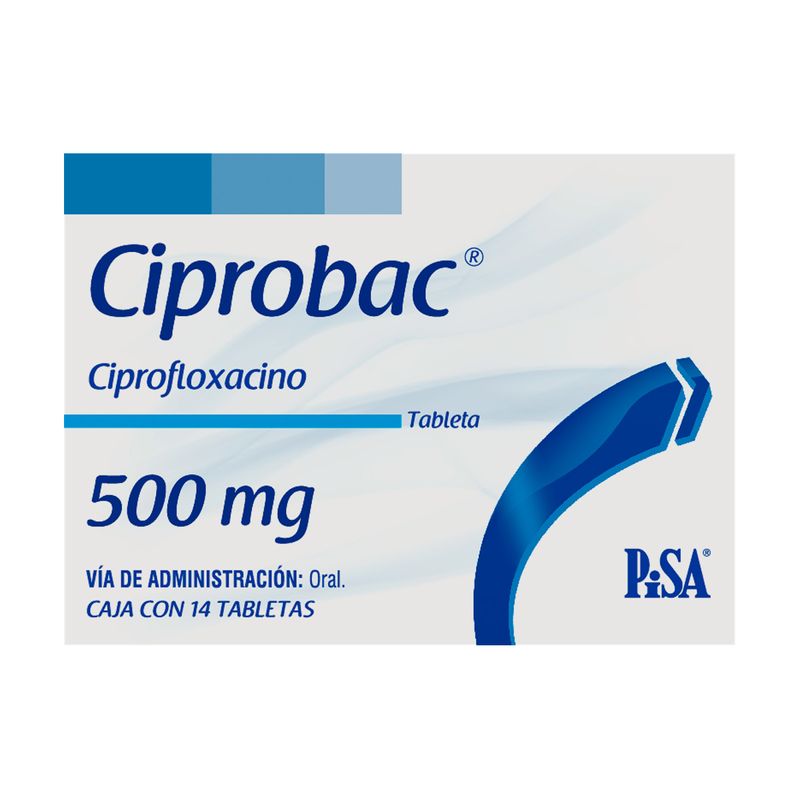 Ciprobac®
Ciprofloxacino
Tableta
500 mg
VÍA DE ADMINISTRACIÓN: Oral.
CAJA CON 14 TABLETAS
PiSA®